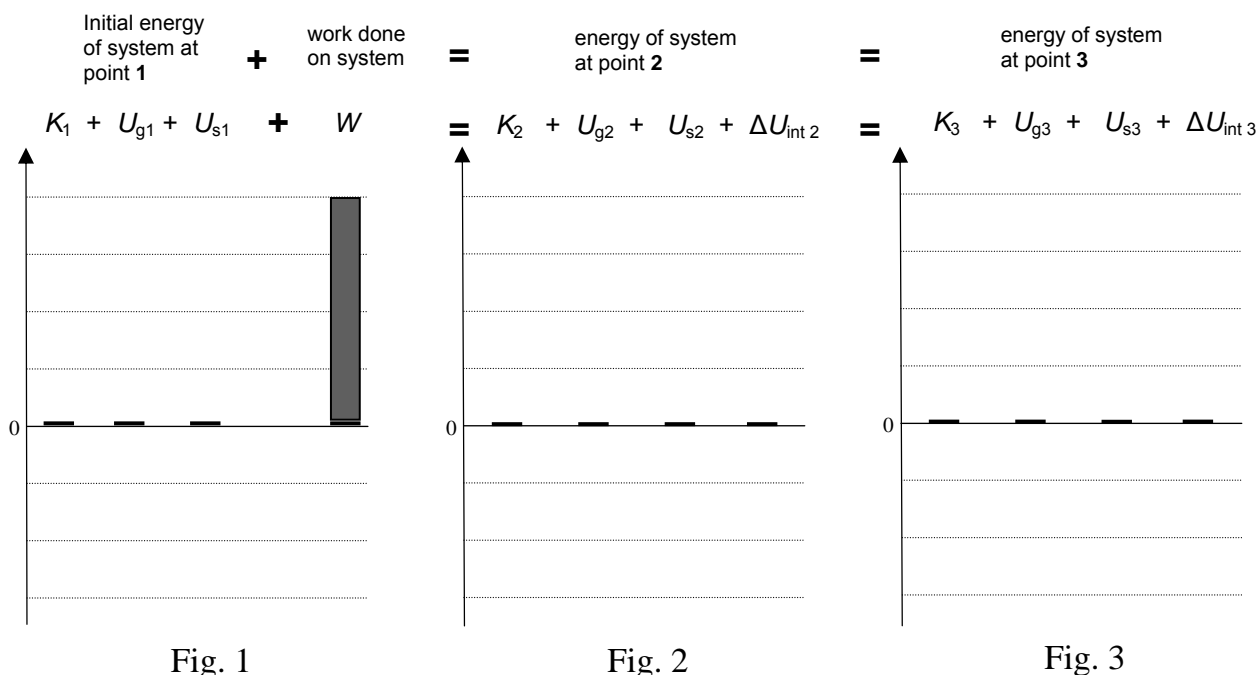 Initial energy of system at point 1 + work done on system = energy of system at point 2 = energy of system at point 3
K1 + Ug1 + Us1 + W = K2 + Ug2 + Us2 + ΔUint 2 = K3 + Ug3 + Us3 + ΔUint 3
0 0 0
Fig. 1 Fig. 2 Fig. 3